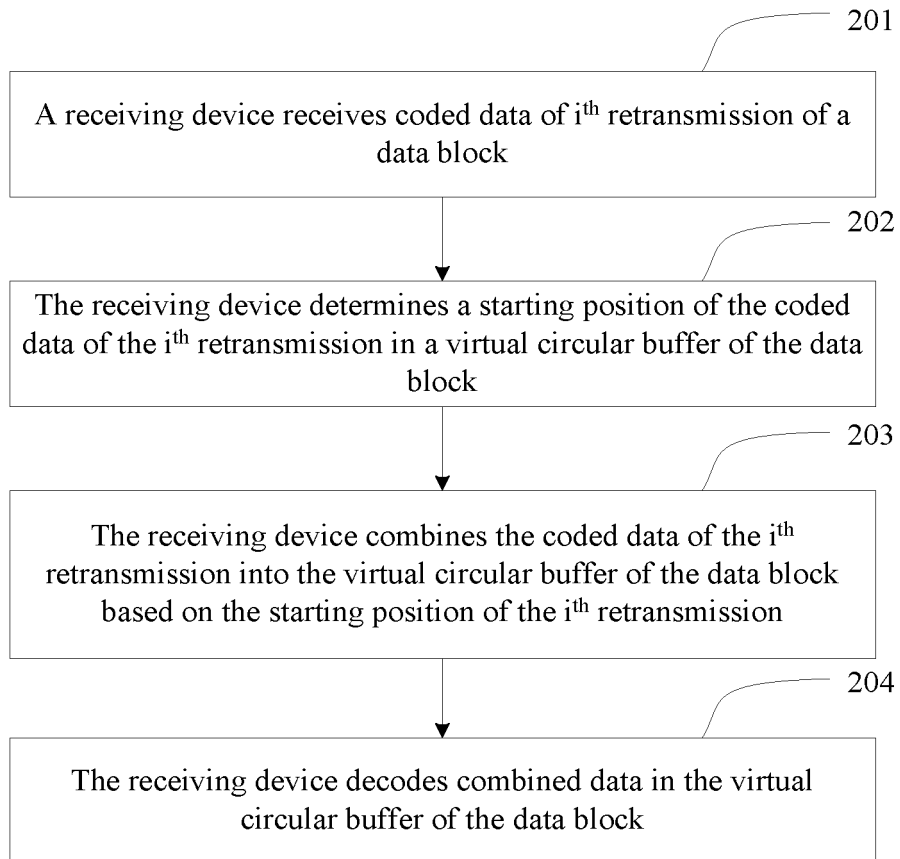 201
A receiving device receives coded data of iᵗʰ retransmission of a
data block
202
The receiving device determines a starting position of the coded
data of the iᵗʰ retransmission in a virtual circular buffer of the data
block
203
The receiving device combines the coded data of the iᵗʰ
retransmission into the virtual circular buffer of the data block
based on the starting position of the iᵗʰ retransmission
204
The receiving device decodes combined data in the virtual
circular buffer of the data block